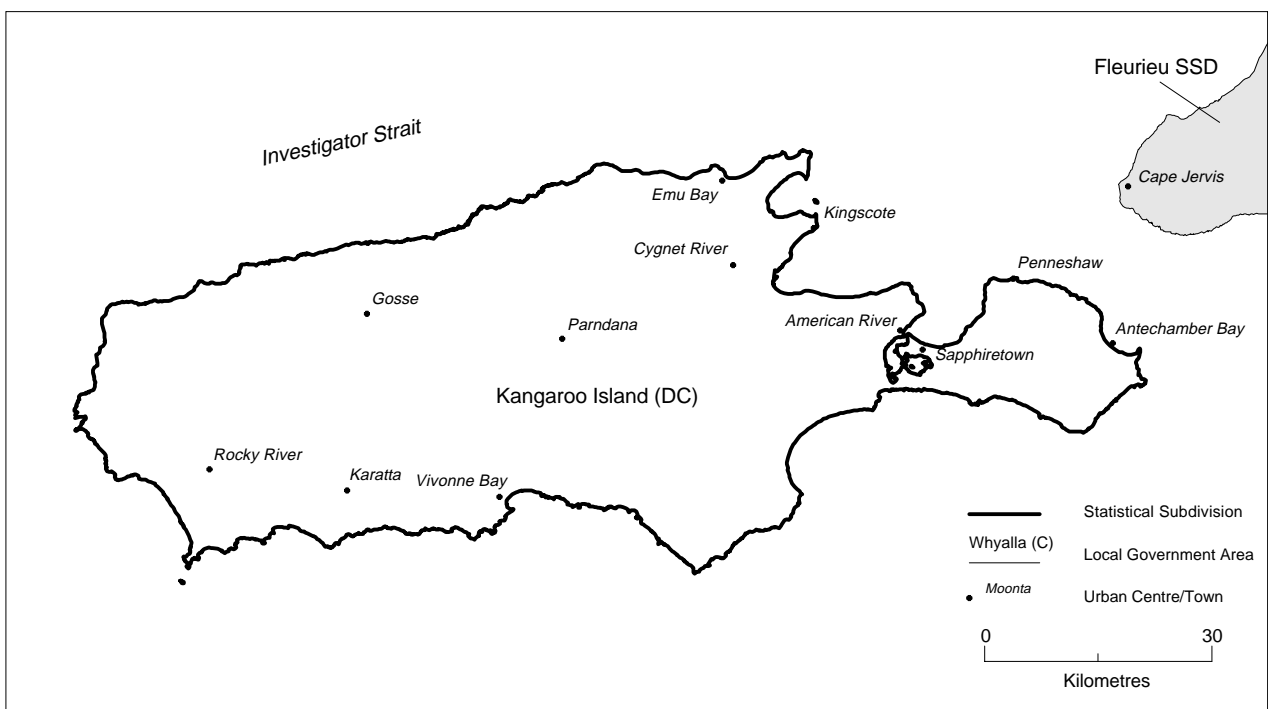 Fleurieu SSD
Investigator Strait
Cape Jervis
Emu Bay
Kingscote
Cygnet River
Penneshaw
Gosse
American River
Antechamber Bay
Parndana
Sapphiretown
Kangaroo Island (DC)
Rocky River
Karatta
Vivonne Bay
Statistical Subdivision
Whyalla (C)
Local Government Area
Moonta
Urban Centre/Town
0 30
Kilometres